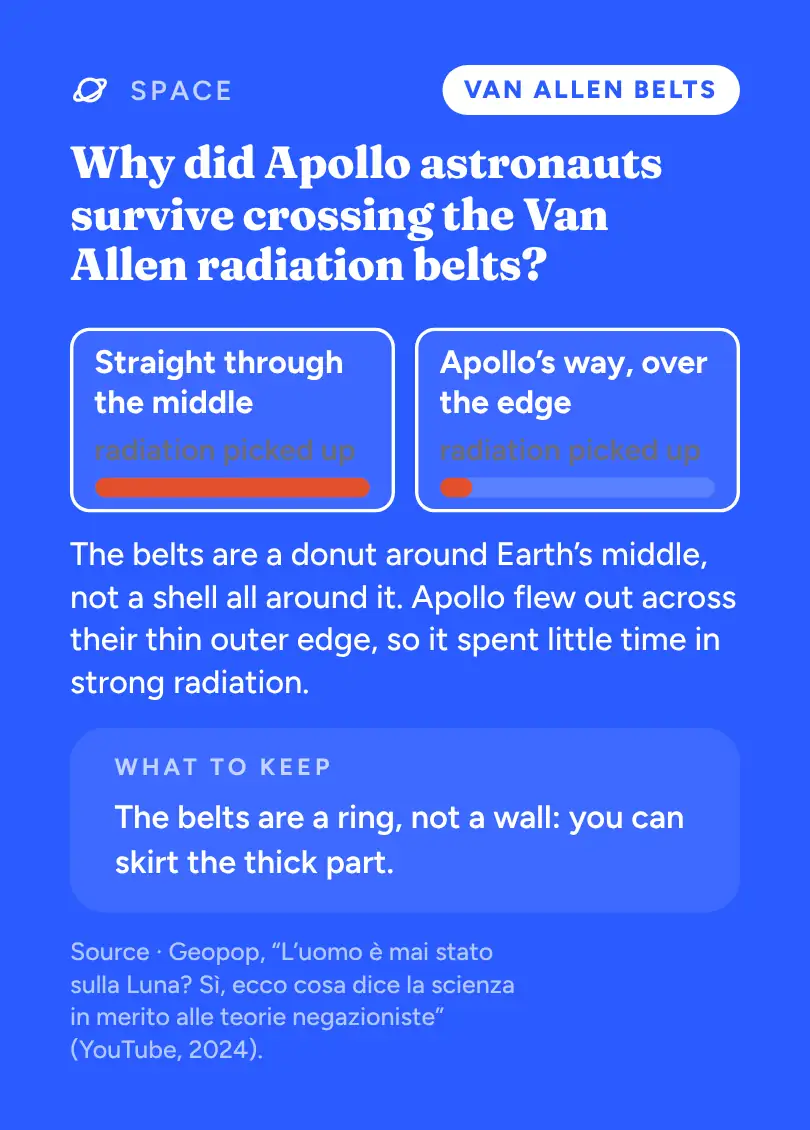 SPACE
VAN ALLEN BELTS
Why did Apollo astronauts
survive crossing the Van
Allen radiation belts?
Straight through
the middle
radiation picked up
Apollo’s way, over
the edge
radiation picked up
The belts are a donut around Earth’s middle,
not a shell all around it. Apollo flew out across
their thin outer edge, so it spent little time in
strong radiation.
WHAT TO KEEP
The belts are a ring, not a wall: you can
skirt the thick part.
Source · Geopop, “L’uomo è mai stato
sulla Luna? Sì, ecco cosa dice la scienza
in merito alle teorie negazioniste”
(YouTube, 2024).